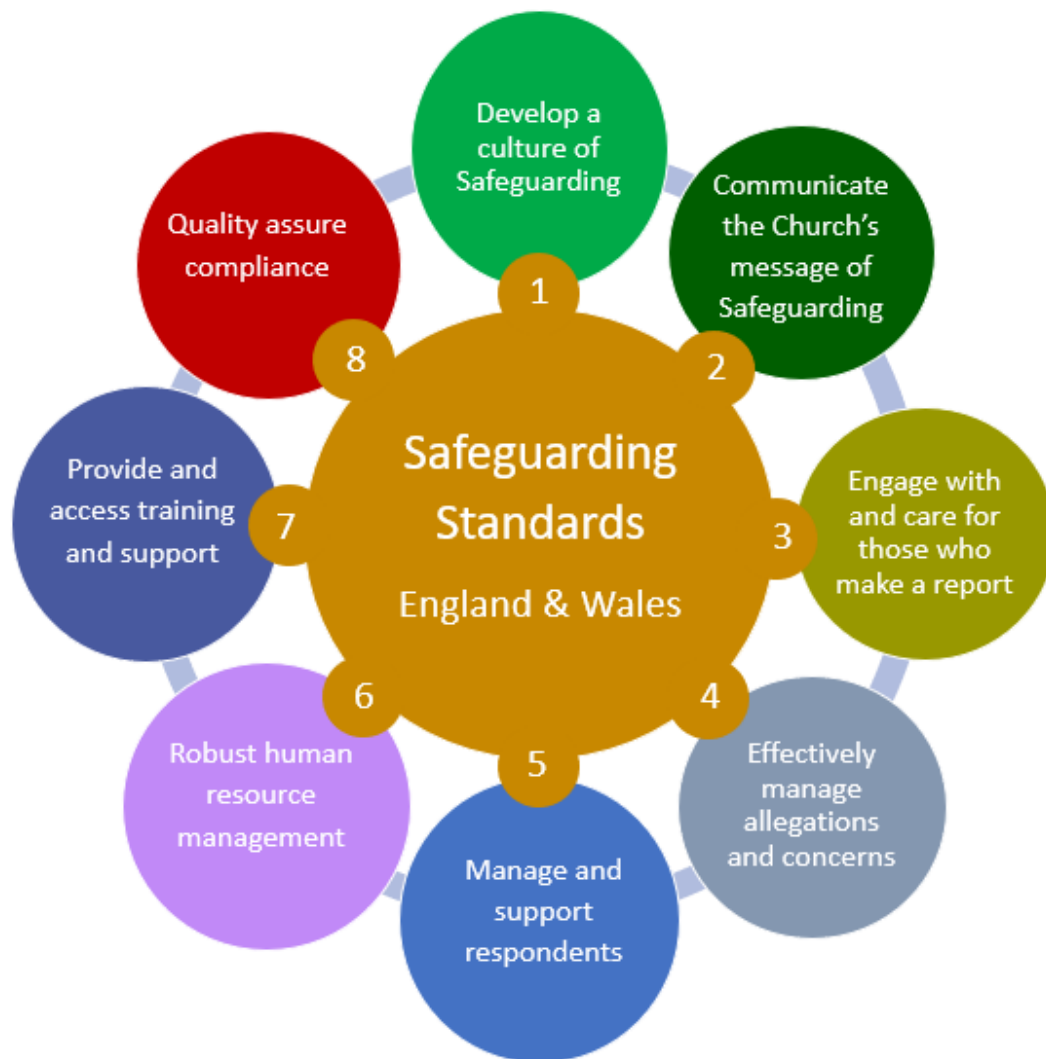 Safeguarding
Standards
England & Wales
1
Develop a
culture of
Safeguarding
2
Communicate
the Church’s
message of
Safeguarding
3
Engage with
and care for
those who
make a report
4
Effectively
manage
allegations
and concerns
5
Manage and
support
respondents
6
Robust human
resource
management
7
Provide and
access training
and support
8
Quality assure
compliance